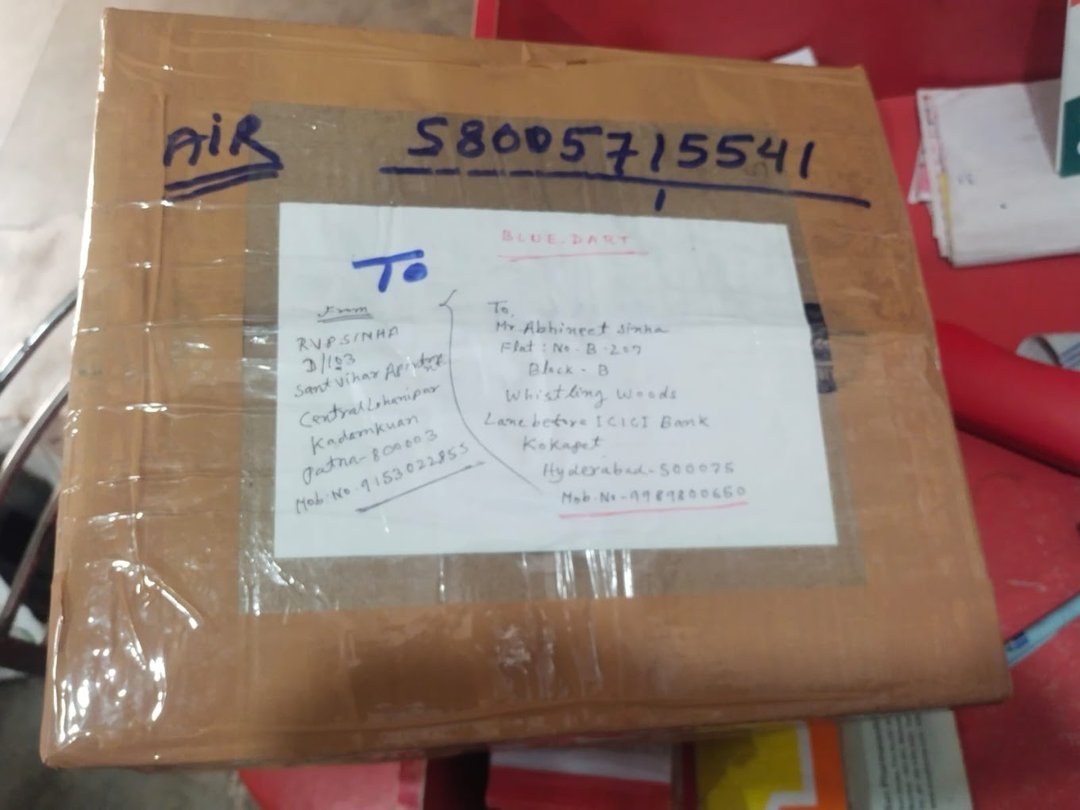 AiR 58005715541
BLUE-DART
To
From
RVP.SINHA
D/103
Sant Vihar
Central Lohanipar
Kadamkuan
Patna-800003
Mob.No.9153022855
To,
Mr. Abhineet Sinha
Flat: No-B-207
Block-B
Whistling Woods
Lane before ICICI Bank
Kokapet
Hyderabad-500075
Mob.No-9989800650